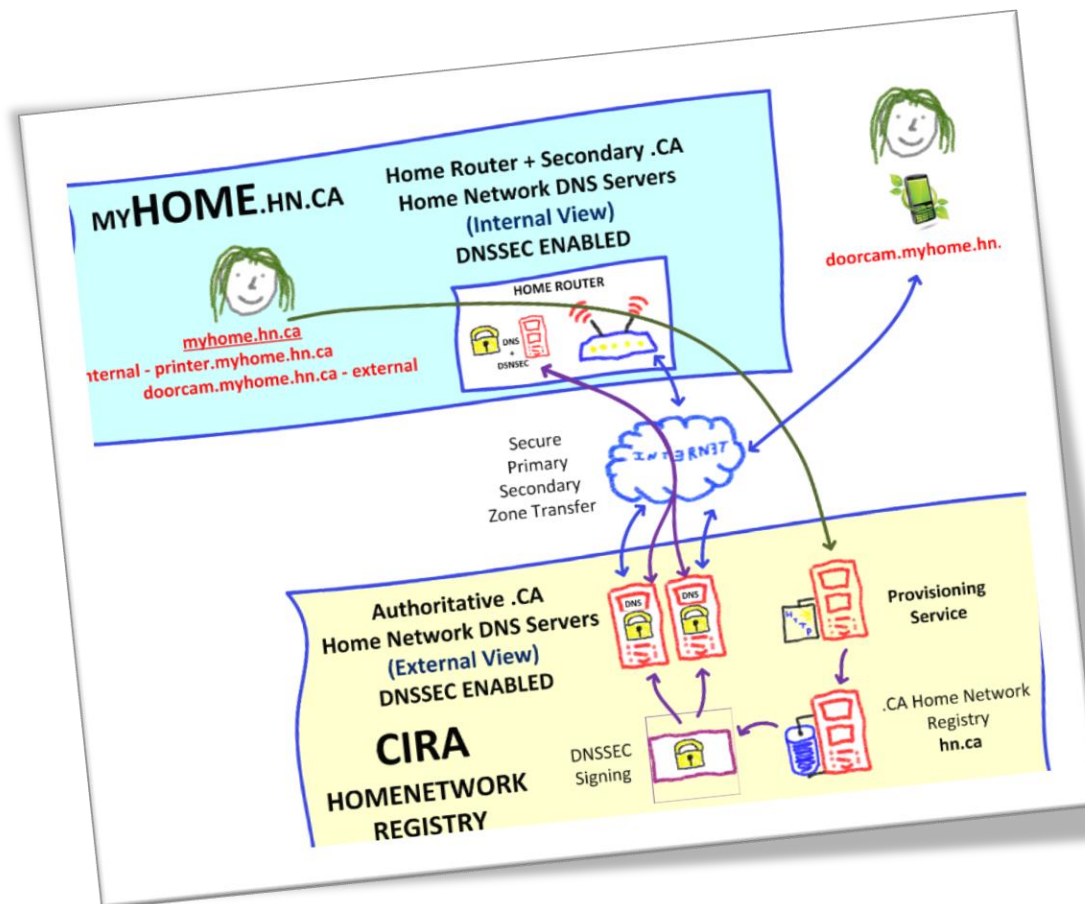 MYHOME.HN.CA
Home Router + Secondary .CA
Home Network DNS Servers
(Internal View)
DNSSEC ENABLED
HOME ROUTER
DNS
+
DSNSEC
myhome.hn.ca
nternal - printer.myhome.hn.ca
doorcam.myhome.hn.ca - external
doorcam.myhome.hn.
Secure
Primary
Secondary
Zone Transfer
INTERNET
Authoritative .CA
Home Network DNS Servers
(External View)
DNSSEC ENABLED
CIRA
HOMENETWORK
REGISTRY
DNS
DNS
HTTP
Provisioning
Service
.CA Home Network
Registry
hn.ca
DNSSEC
Signing